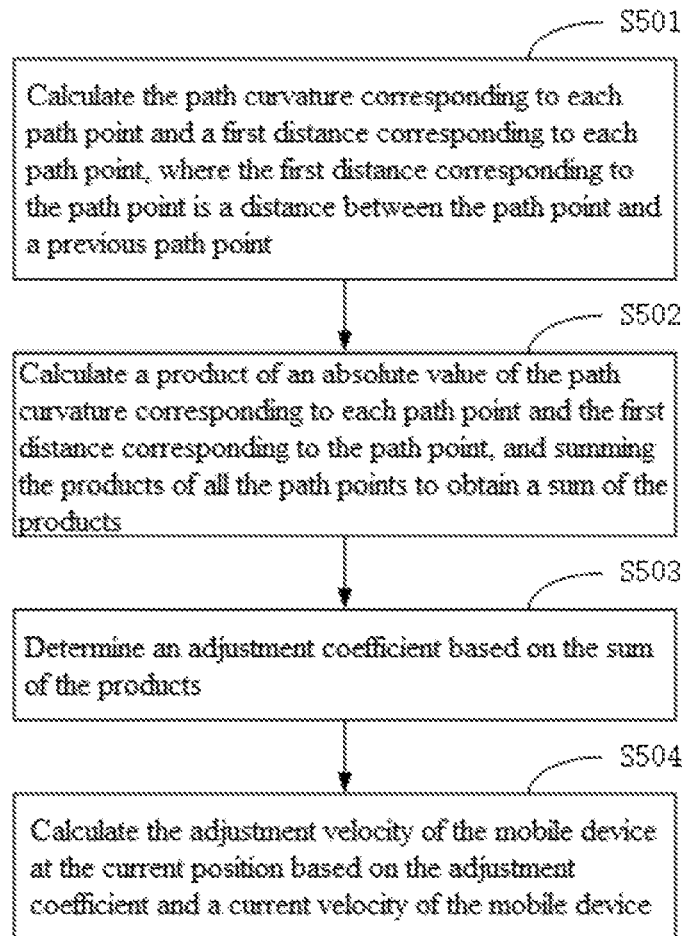 S501
Calculate the path curvature corresponding to each
path point and a first distance corresponding to each
path point, where the first distance corresponding to
the path point is a distance between the path point and
a previous path point
S502
Calculate a product of an absolute value of the path
curvature corresponding to each path point and the first
distance corresponding to the path point, and summing
the products of all the path points to obtain a sum of the
products
S503
Determine an adjustment coefficient based on the sum
of the products
S504
Calculate the adjustment velocity of the mobile device
at the current position based on the adjustment
coefficient and a current velocity of the mobile device